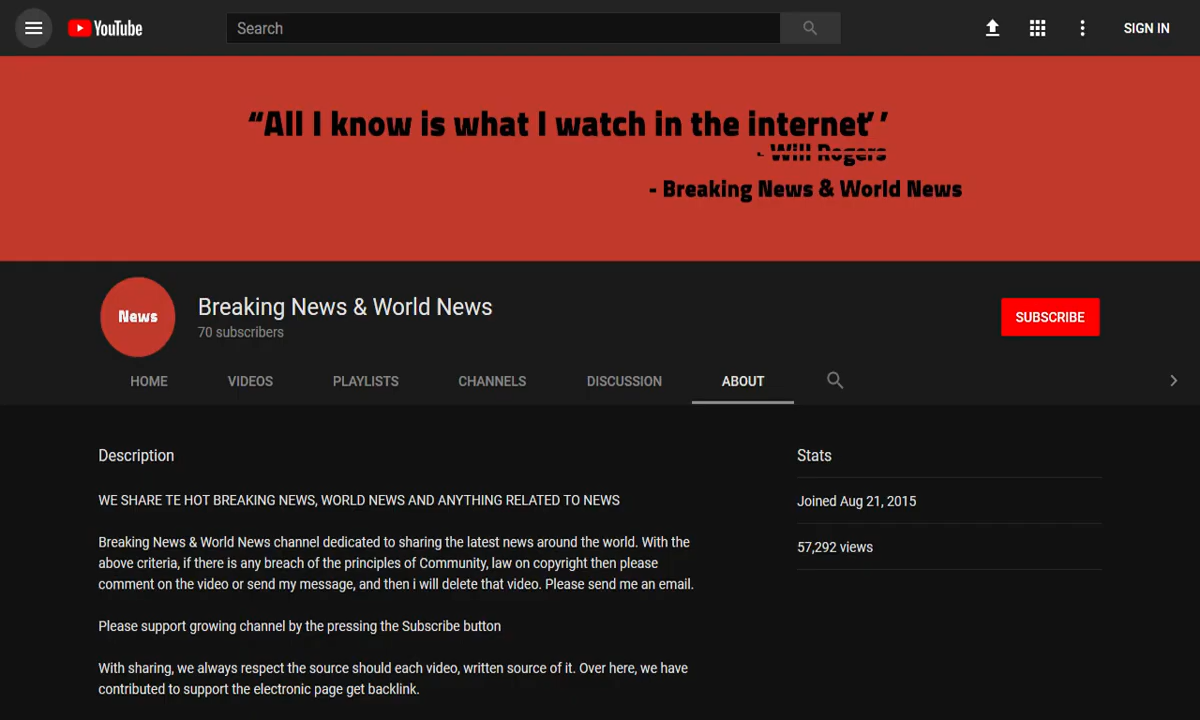 YouTube
Search
SIGN IN
“All I know is what I watch in the internet’’
- Will Rogers
- Breaking News & World News
News
Breaking News & World News
70 subscribers
SUBSCRIBE
HOME VIDEOS PLAYLISTS CHANNELS DISCUSSION ABOUT
Description
WE SHARE TE HOT BREAKING NEWS, WORLD NEWS AND ANYTHING RELATED TO NEWS
Breaking News & World News channel dedicated to sharing the latest news around the world. With the
above criteria, if there is any breach of the principles of Community, law on copyright then please
comment on the video or send my message, and then i will delete that video. Please send me an email.
Please support growing channel by the pressing the Subscribe button
With sharing, we always respect the source should each video, written source of it. Over here, we have
contributed to support the electronic page get backlink.
Stats
Joined Aug 21, 2015
57,292 views